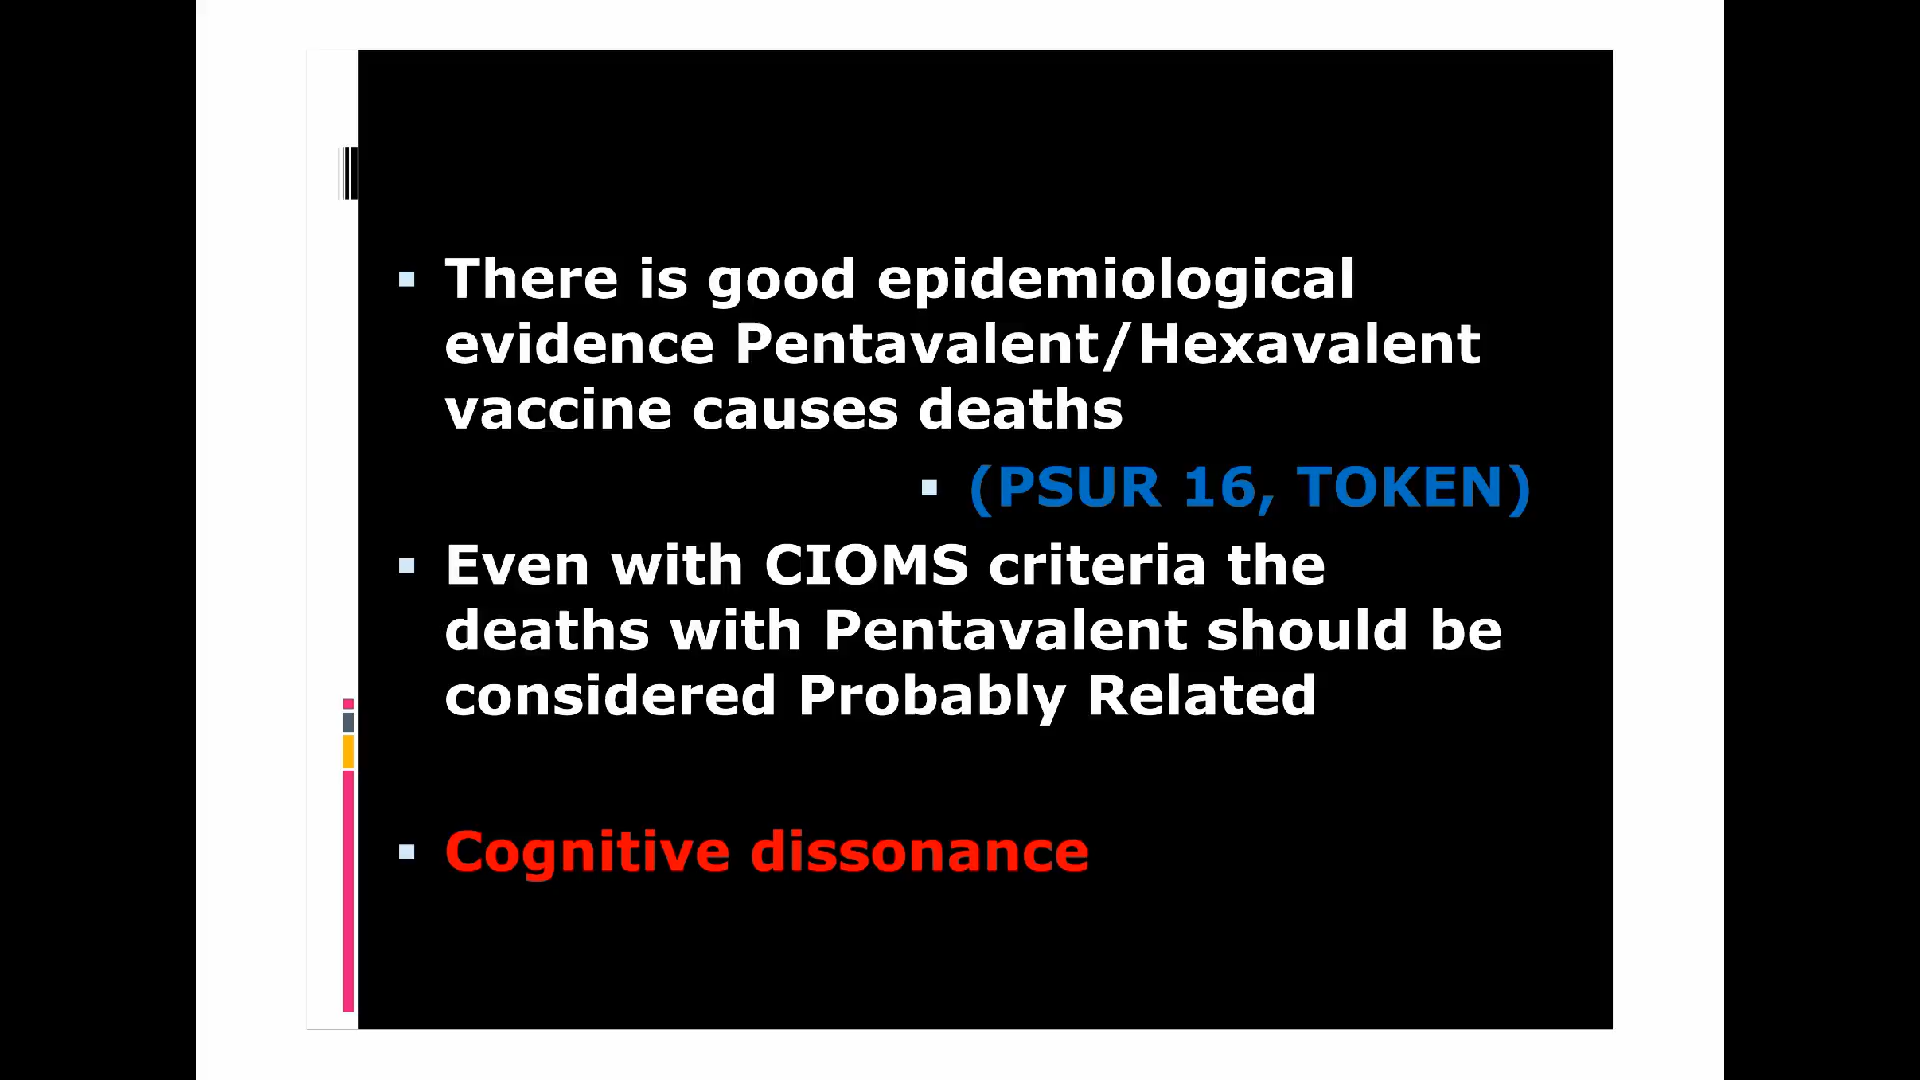 There is good epidemiological
evidence Pentavalent/Hexavalent
vaccine causes deaths
(PSUR 16, TOKEN)
Even with CIOMS criteria the
deaths with Pentavalent should be
considered Probably Related
Cognitive dissonance